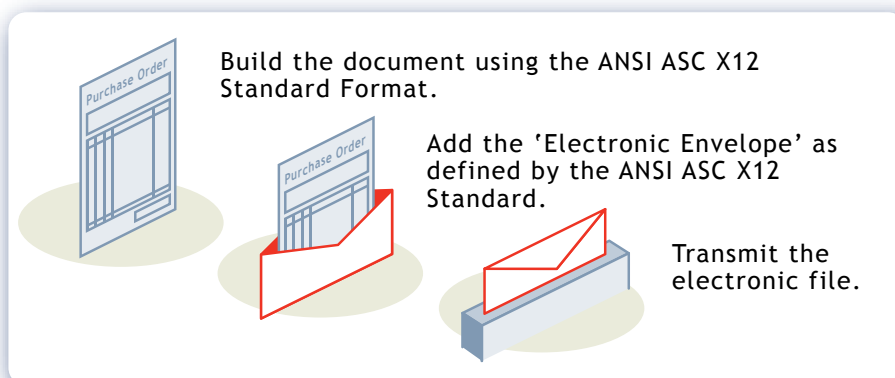 Purchase Order
Build the document using the ANSI ASC X12
Standard Format.
Purchase Order
Add the ‘Electronic Envelope’ as
defined by the ANSI ASC X12
Standard.
Transmit the
electronic file.